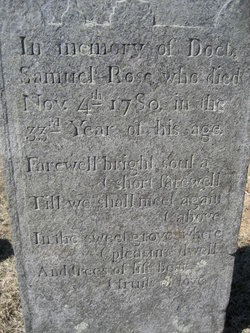 In memory of Doct.
Samuel Rose who died
Nov. 4th 1780. in the
33rd Year of his age.
Farewell bright soul a
short farewell
Till we shall meet again
above
In the sweet groves where
pleasure dwell
And trees of life bear
fruits of love